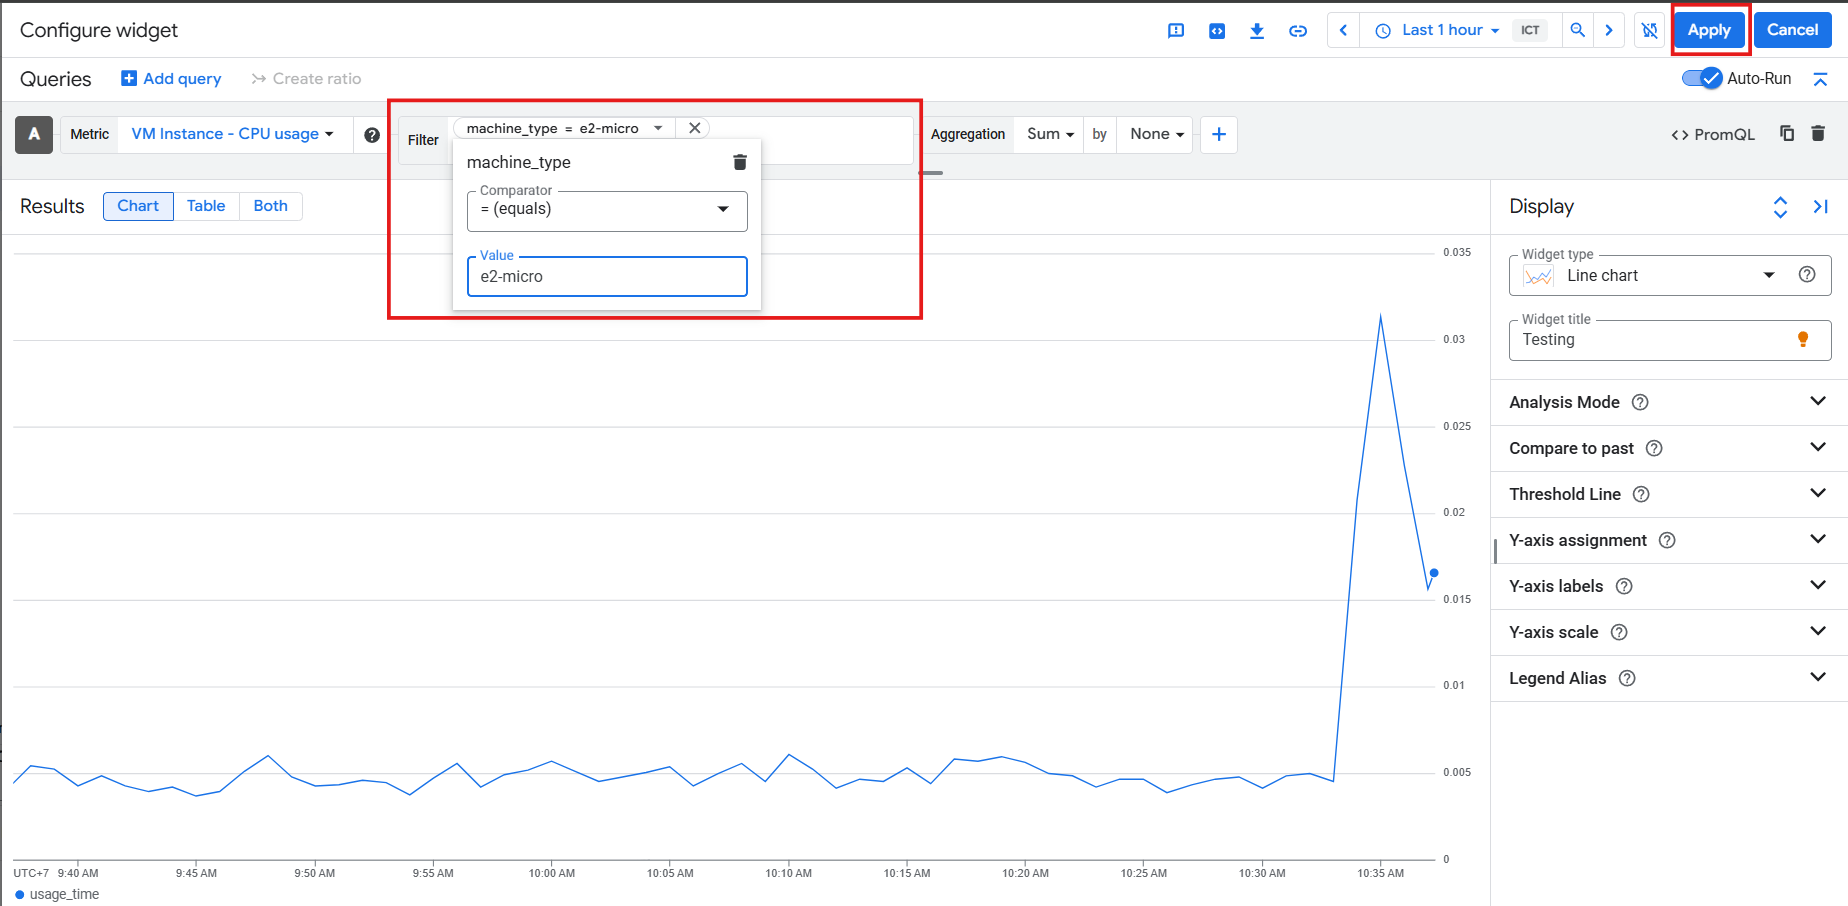 Configure widget
Last 1 hour
ICT
Apply
Cancel
Queries
Add query
Create ratio
Auto-Run
A
Metric
VM Instance - CPU usage
Filter
machine_type = e2-micro
Aggregation
Sum
by
None
<> PromQL
machine_type
Comparator
= (equals)
Value
e2-micro
Results
Chart
Table
Both
Display
Widget type
Line chart
Widget title
Testing
Analysis Mode
Compare to past
Threshold Line
Y-axis assignment
Y-axis labels
Y-axis scale
Legend Alias
0.035
0.03
0.025
0.02
0.015
0.01
0.005
0
UTC+7
9:40 AM
9:45 AM
9:50 AM
9:55 AM
10:00 AM
10:05 AM
10:10 AM
10:15 AM
10:20 AM
10:25 AM
10:30 AM
10:35 AM
usage_time